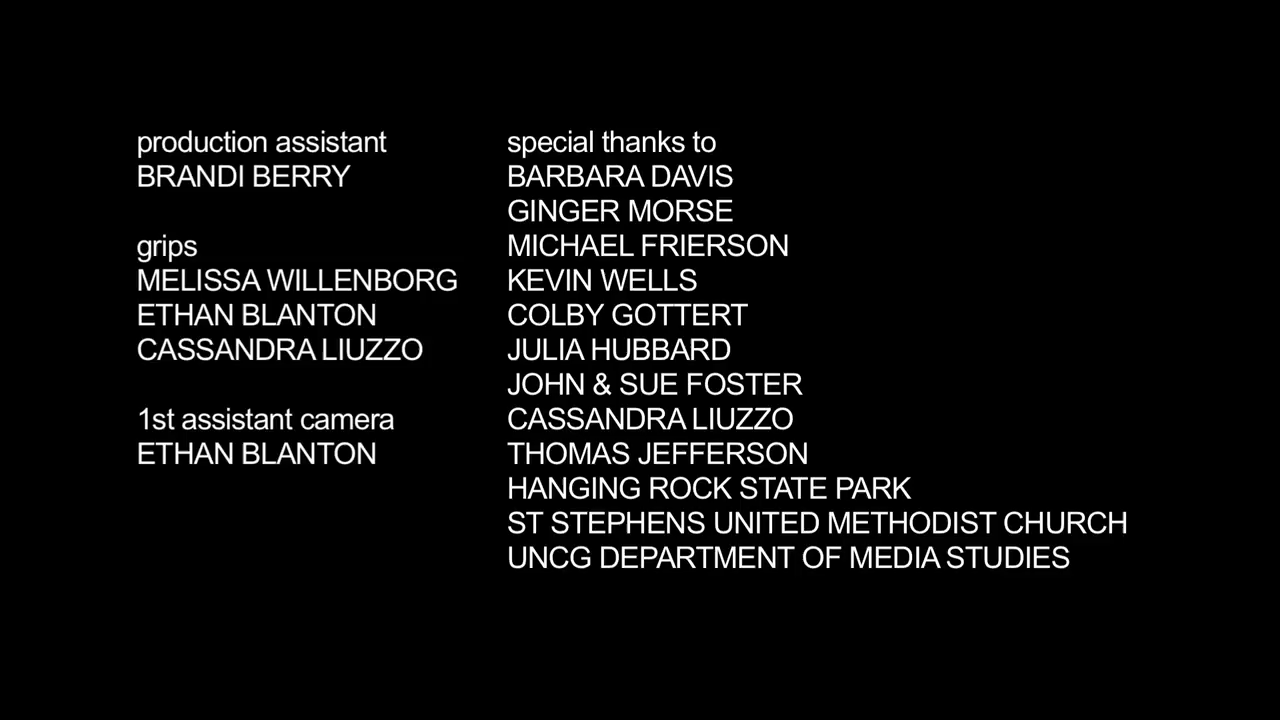 production assistant
BRANDI BERRY
grips
MELISSA WILLENBORG
ETHAN BLANTON
CASSANDRA LIUZZO
1st assistant camera
ETHAN BLANTON
special thanks to
BARBARA DAVIS
GINGER MORSE
MICHAEL FRIERSON
KEVIN WELLS
COLBY GOTTERT
JULIA HUBBARD
JOHN & SUE FOSTER
CASSANDRA LIUZZO
THOMAS JEFFERSON
HANGING ROCK STATE PARK
ST STEPHENS UNITED METHODIST CHURCH
UNCG DEPARTMENT OF MEDIA STUDIES